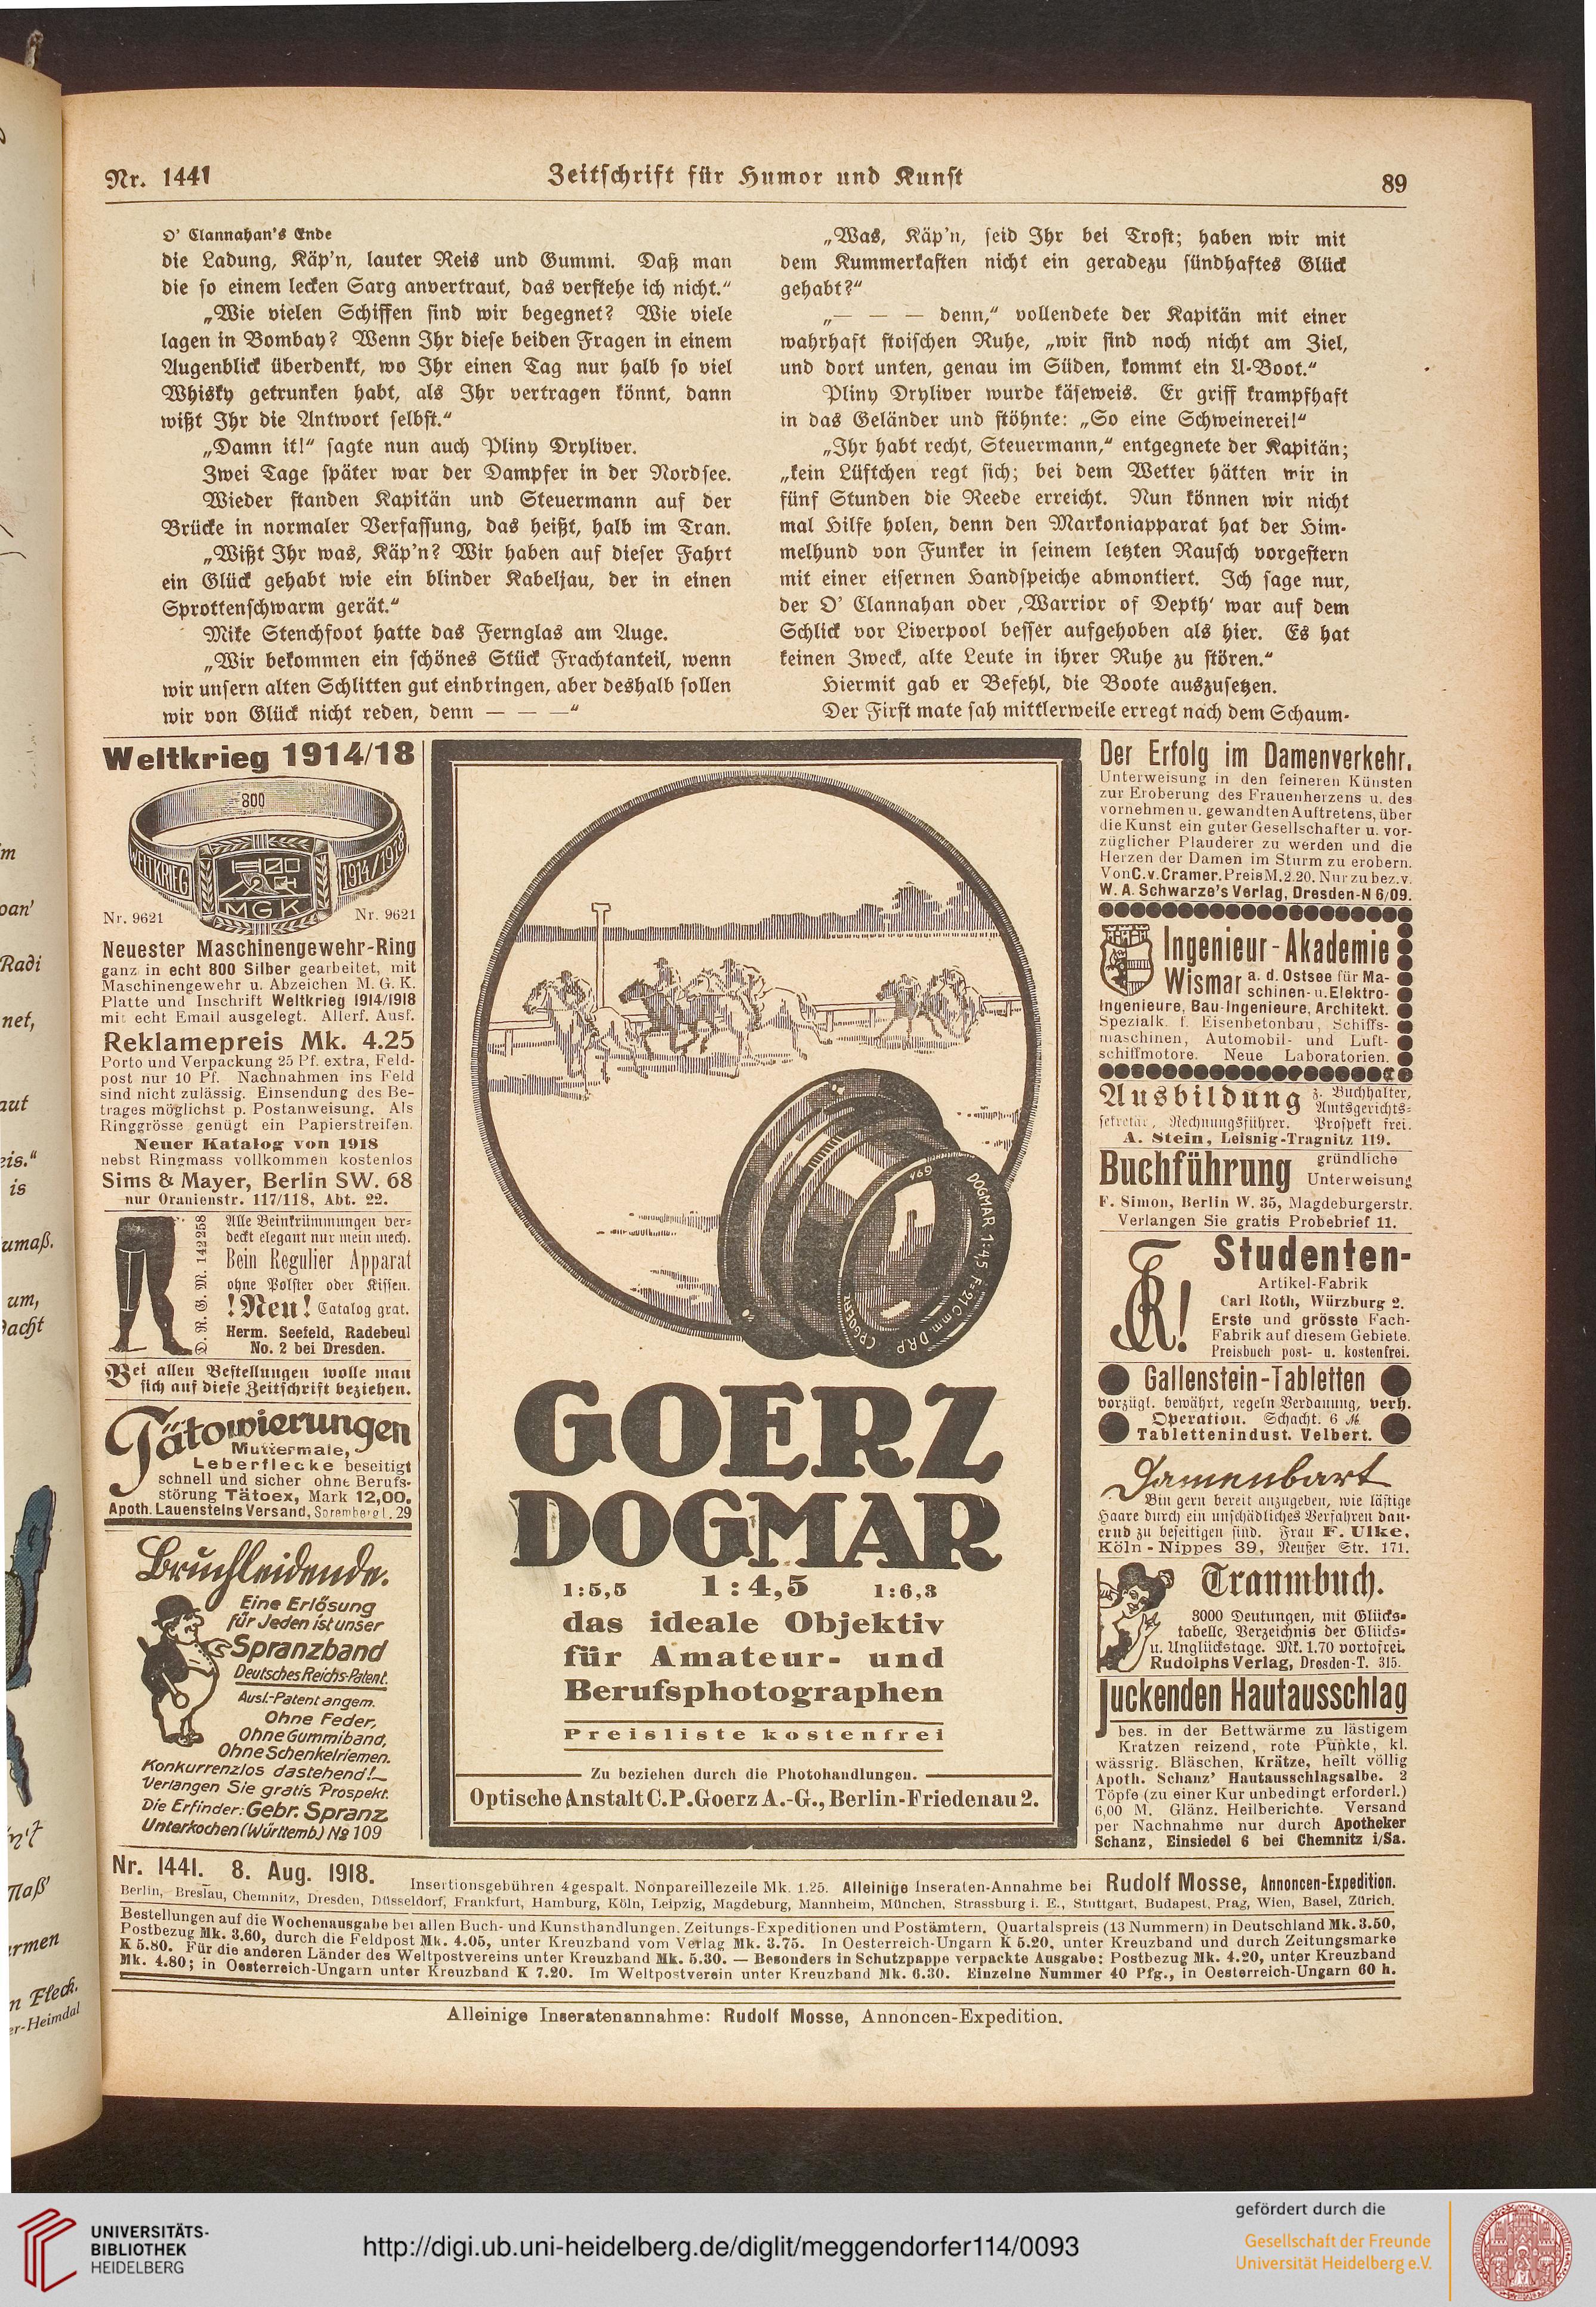 Nr. 1441
Zeitschrift für Humor und Kunst
89
O' Clannahan's Ende
die Ladung, Käp'n, lauter Reis und Gummi. Daß man
die so einem lecken Sarg anvertraut, das verstehe ich nicht.“
„Wie vielen Schiffen sind wir begegnet? Wie viele
lagen in Bombay? Wenn Ihr diese beiden Fragen in einem
Augenblick überdenkt, wo Ihr einen Tag nur halb so viel
Whisky getrunken habt, als Ihr vertragen könnt, dann
wißt Ihr die Antwort selbst.“
„Damn it!“ sagte nun auch Pliny Dryliver.
Zwei Tage später war der Dampfer in der Nordsee.
Wieder standen Kapitän und Steuermann auf der
Brücke in normaler Verfassung, das heißt, halb im Tran.
„Wißt Ihr was, Käp'n? Wir haben auf dieser Fahrt
ein Glück gehabt wie ein blinder Kabeljau, der in einen
Sprottenschwarm gerät.“
Mike Stenchfoot hatte das Fernglas am Auge.
„Wir bekommen ein schönes Stück Frachtanteil, wenn
wir unsern alten Schlitten gut einbringen, aber deshalb sollen
wir von Glück nicht reden, denn — — —“
„Was, Käp'n, seid Ihr bei Trost; haben wir mit
dem Kummerkasten nicht ein geradezu sündhaftes Glück
gehabt?“
„— — — denn,“ vollendete der Kapitän mit einer
wahrhaft stoischen Ruhe, „wir sind noch nicht am Ziel,
und dort unten, genau im Süden, kommt ein U-Boot.“
Pliny Dryliver wurde käseweis. Er griff krampfhaft
in das Geländer und stöhnte: „So eine Schweinerei!“
„Ihr habt recht, Steuermann,“ entgegnete der Kapitän;
„kein Lüftchen regt sich; bei dem Wetter hätten wir in
fünf Stunden die Reede erreicht. Nun können wir nicht
mal Hilfe holen, denn den Markoniapparat hat der Him-
melhund von Funker in seinem letzten Rausch vorgestern
mit einer eisernen Handspeiche abmontiert. Ich sage nur,
der O' Clannahan oder ‚Warrior of Depth‘ war auf dem
Schlick vor Liverpool besser aufgehoben als hier. Es hat
keinen Zweck, alte Leute in ihrer Ruhe zu stören.“
Hiermit gab er Befehl, die Boote auszusetzen.
Der First mate sah mittlerweile erregt nach dem Schaum-
Weltkrieg 1914/18
800
WELTKRIEG
1914/1918
MGK
Nr. 9621
Nr. 9621
Neuester Maschinengewehr-Ring
ganz in echt 800 Silber gearbeitet, mit
Maschinengewehr u. Abzeichen M. G. K.
Platte und Inschrift Weltkrieg 1914/1918
mit echt Email ausgelegt. Allerf. Ausf.
Reklamepreis Mk. 4.25
Porto und Verpackung 25 Pf. extra, Feld-
post nur 10 Pf. Nachnahmen ins Feld
sind nicht zulässig. Einsendung des Be-
trages möglichst p. Postanweisung. Als
Ringgrösse genügt ein Papierstreifen.
Neuer Katalog von 1918
nebst Ringmass vollkommen kostenlos
Sims & Mayer, Berlin SW. 68
nur Oranienstr. 117/118, Abt. 22.
D. R. G. M. 142258
Alle Beinkrümmungen ver-
deckt elegant nur mein mech.
Bein Regulier Apparat
ohne Polster oder Kissen.
! Neu ! Catalog grat.
Herm. Seefeld, Radebeul
No. 2 bei Dresden.
Bei allen Bestellungen wolle man
sich auf diese Zeitschrift beziehen.
Tätowierungen
Muttermale,
Leberflecke beseitigt
schnell und sicher ohne Berufs-
störung Tätoex, Mark 12,00.
Apoth. Lauensteins Versand, Spremberg L. 29
Bruchleidende.
Eine Erlösung
für Jeden ist unser
Spranzband
Deutsches Reichs-Patent.
Ausl.-Patent angem.
Ohne Feder,
Ohne Gummiband,
Ohne Schenkelriemen.
Konkurrenzlos dastehend!
Verlangen Sie gratis Prospekt.
Die Erfinder: Gebr. Spranz
Unterkochen (Württemb.) No 109
DOGMAR 1:4,5 F=21cm D.R.P.
C.P.GOERZ
GOERZ
DOGMAR
1:5,5 1:4,5 1:6,3
das ideale Objektiv
für Amateur- und
Berufsphotographen
Preisliste kostenfrei
Zu beziehen durch die Photohandlungen.
Optische Anstalt C.P.Goerz A.-G., Berlin-Friedenau 2.
Der Erfolg im Damenverkehr.
Unterweisung in den feineren Künsten
zur Eroberung des Frauenherzens u. des
vornehmen u. gewandten Auftretens, über
die Kunst ein guter Gesellschafter u. vor-
züglicher Plauderer zu werden und die
Herzen der Damen im Sturm zu erobern.
Von C. v. Cramer. Preis M. 2.20. Nur zu bez. v.
W. A. Schwarze's Verlag, Dresden-N 6/09.
Ingenieur-Akademie
Wismar a. d. Ostsee für Ma-
schinen- u. Elektro-
Ingenieure, Bau-Ingenieure, Architekt.
Spezialk. f. Eisenbetonbau, Schiffs-
maschinen, Automobil- und Luft-
schiffmotore. Neue Laboratorien.
Ausbildung z. Buchhalter,
Amtsgerichts-
sekretär, Rechnungsführer. Prospekt frei.
A. Stein, Leisnig-Tragnitz 119.
Buchführung gründliche
Unterweisung
F. Simon, Berlin W. 35, Magdeburgerstr.
Verlangen Sie gratis Probebrief 11.
Studenten-
Artikel-Fabrik
Carl Roth, Würzburg 2.
Erste und grösste Fach-
Fabrik auf diesem Gebiete.
Preisbuch post- u. kostenfrei.
Gallenstein-Tabletten
vorzügl. bewährt, regeln Verdauung, verh.
Operation. Schacht. 6 M.
Tablettenindust. Velbert.
Damenbart
Bin gern bereit anzugeben, wie lästige
Haare durch ein unschädliches Verfahren dau-
ernd zu beseitigen sind. Frau F. Ulke,
Köln-Nippes 39, Neußer Str. 171.
Traumbuch.
3000 Deutungen, mit Glücks-
tabelle, Verzeichnis der Glücks-
u. Unglückstage. Mk. 1.70 portofrei.
Rudolphs Verlag, Dresden-T. 315.
Juckenden Hautausschlag
bes. in der Bettwärme zu lästigem
Kratzen reizend, rote Punkte, kl.
wässrig. Bläschen, Krätze, heilt völlig
Apoth. Schanz' Hautausschlagsalbe. 2
Töpfe (zu einer Kur unbedingt erforderl.)
6,00 M. Glänz. Heilberichte. Versand
per Nachnahme nur durch Apotheker
Schanz, Einsiedel 6 bei Chemnitz i/Sa.
Nr. 1441. 8. Aug. 1918. Insertionsgebühren 4gespalt. Nonpareillezeile Mk. 1.25. Alleinige Inseraten-Annahme bei Rudolf Mosse, Annoncen-Expedition.
Berlin, Breslau, Chemnitz, Dresden, Düsseldorf, Frankfurt, Hamburg, Köln, Leipzig, Magdeburg, Mannheim, München, Strassburg i. E., Stuttgart, Budapest, Prag, Wien, Basel, Zürich.
Bestellungen auf die Wochenausgabe bei allen Buch- und Kunsthandlungen, Zeitungs-Expeditionen und Postämtern. Quartalspreis (13 Nummern) in Deutschland Mk. 3.50,
Postbezug Mk. 3.60, durch die Feldpost Mk. 4.05, unter Kreuzband vom Verlag Mk. 3.75. In Oesterreich-Ungarn K 5.20, unter Kreuzband und durch Zeitungsmarke
K 5.80. Für die anderen Länder des Weltpostvereins unter Kreuzband Mk. 5.30. — Besonders in Schutzpappe verpackte Ausgabe: Postbezug Mk. 4.20, unter Kreuzband
Mk. 4.80; in Oesterreich-Ungarn unter Kreuzband K 7.20. Im Weltpostverein unter Kreuzband Mk. 6.30. Einzelne Nummer 40 Pfg., in Oesterreich-Ungarn 60 h.
Alleinige Inseratenannahme: Rudolf Mosse, Annoncen-Expedition.
UNIVERSITÄTS-
BIBLIOTHEK
HEIDELBERG
http://digi.ub.uni-heidelberg.de/diglit/meggendorfer114/0093
gefördert durch die
Gesellschaft der Freunde
Universität Heidelberg e.V.